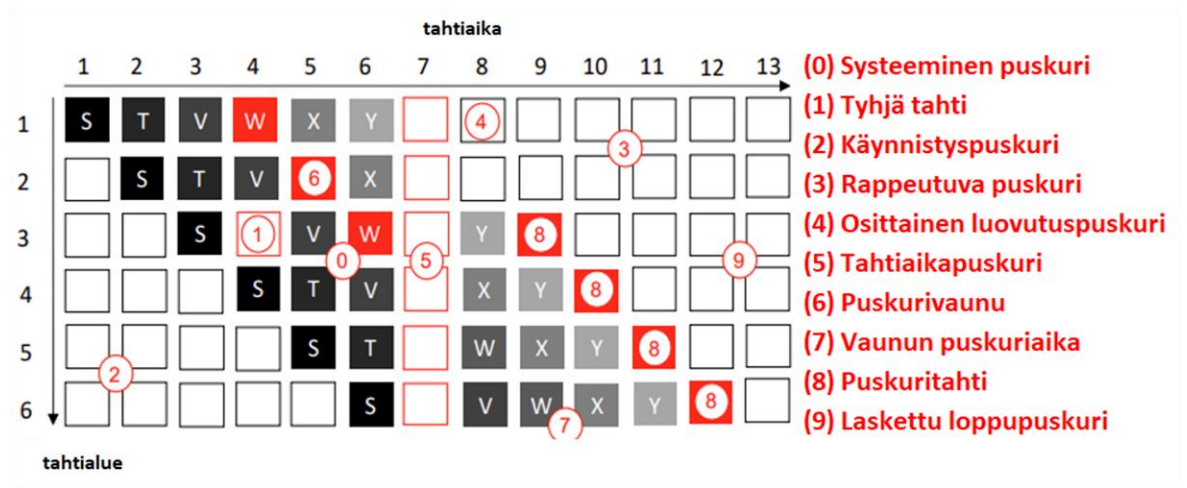 tahtiaika
1 2 3 4 5 6 7 8 9 10 11 12 13
1 S T V W X Y 4
3
2 S T V 6 X
3 S 1 V W Y 8
0 5 9
4 S T V X Y 8
5 S T W X Y 8
2
6 S V W X Y 8
7
tahtialue
(0) Systeeminen puskuri
(1) Tyhjä tahti
(2) Käynnistyspuskuri
(3) Rappeutuva puskuri
(4) Osittainen luovutuspuskuri
(5) Tahtiaikapuskuri
(6) Puskurivaunu
(7) Vaunun puskuriaika
(8) Puskuritahti
(9) Laskettu loppupuskuri